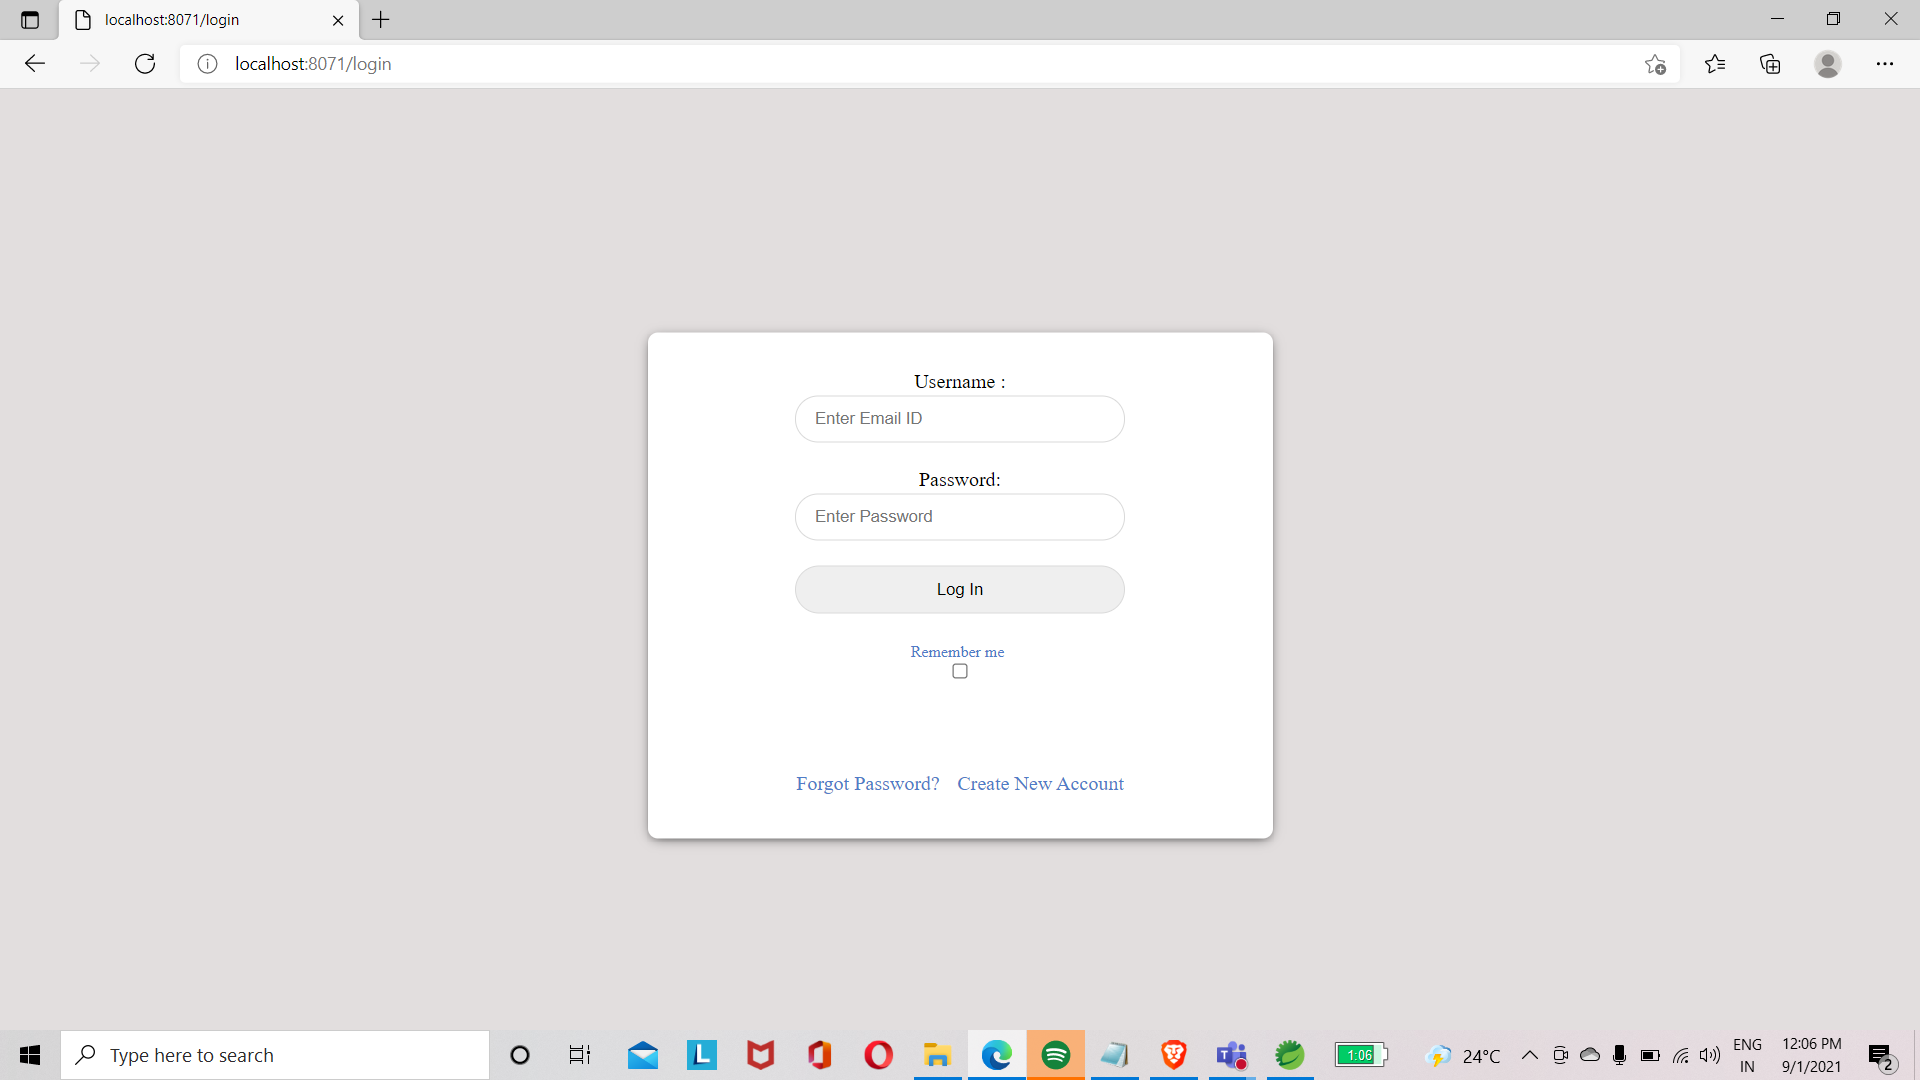 localhost:8071/login
localhost:8071/login
Username :
Enter Email ID
Password:
Enter Password
Log In
Remember me
Forgot Password? Create New Account
Type here to search
L
T
1:06
24°C
ENG
IN
12:06 PM
9/1/2021
2